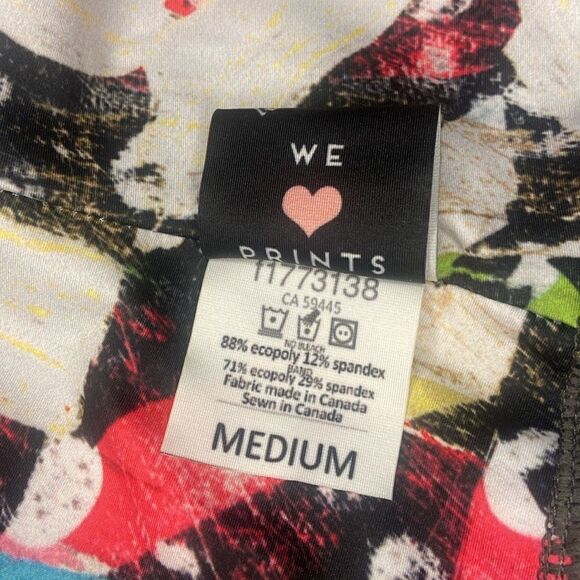 WE
PRINTS
11773138
CA 59445
NO BLEACH
88% ecopoly 12% spandex
BAND
71% ecopoly 29% spandex
Fabric made in Canada
Sewn in Canada
MEDIUM